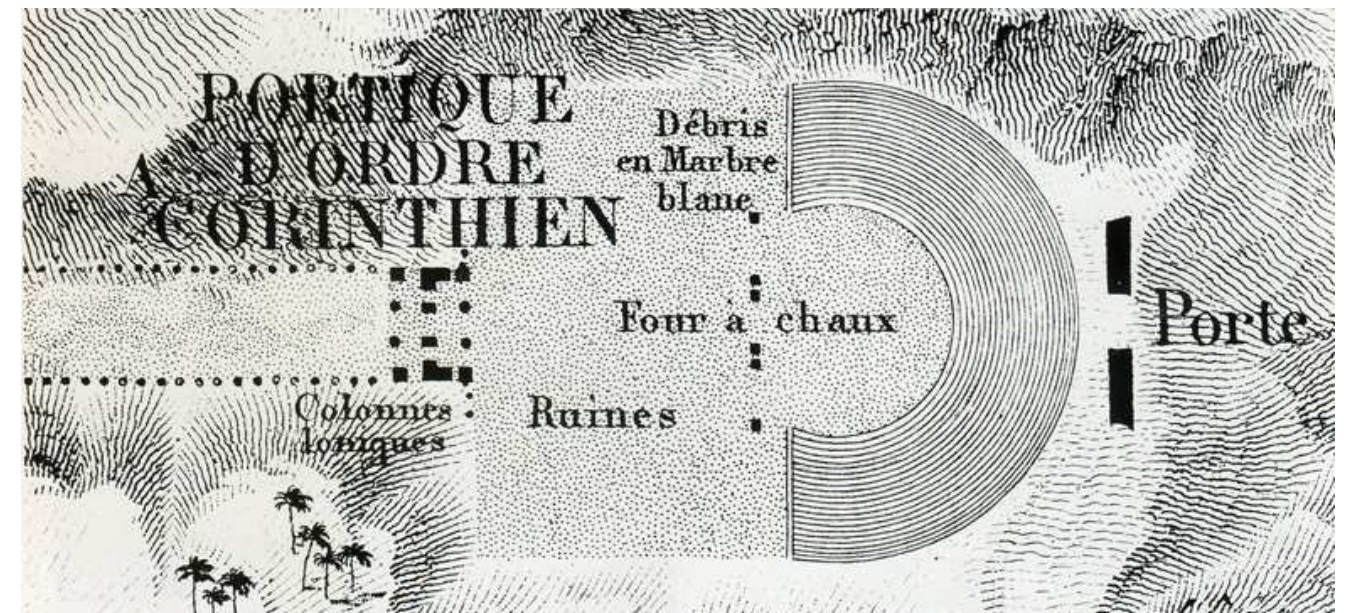 PORTIQUE
D'ORDRE
CORINTHIEN
Débris
en Marbre
blanc
Four à chaux
Porte
Colonnes
Ioniques
Ruines